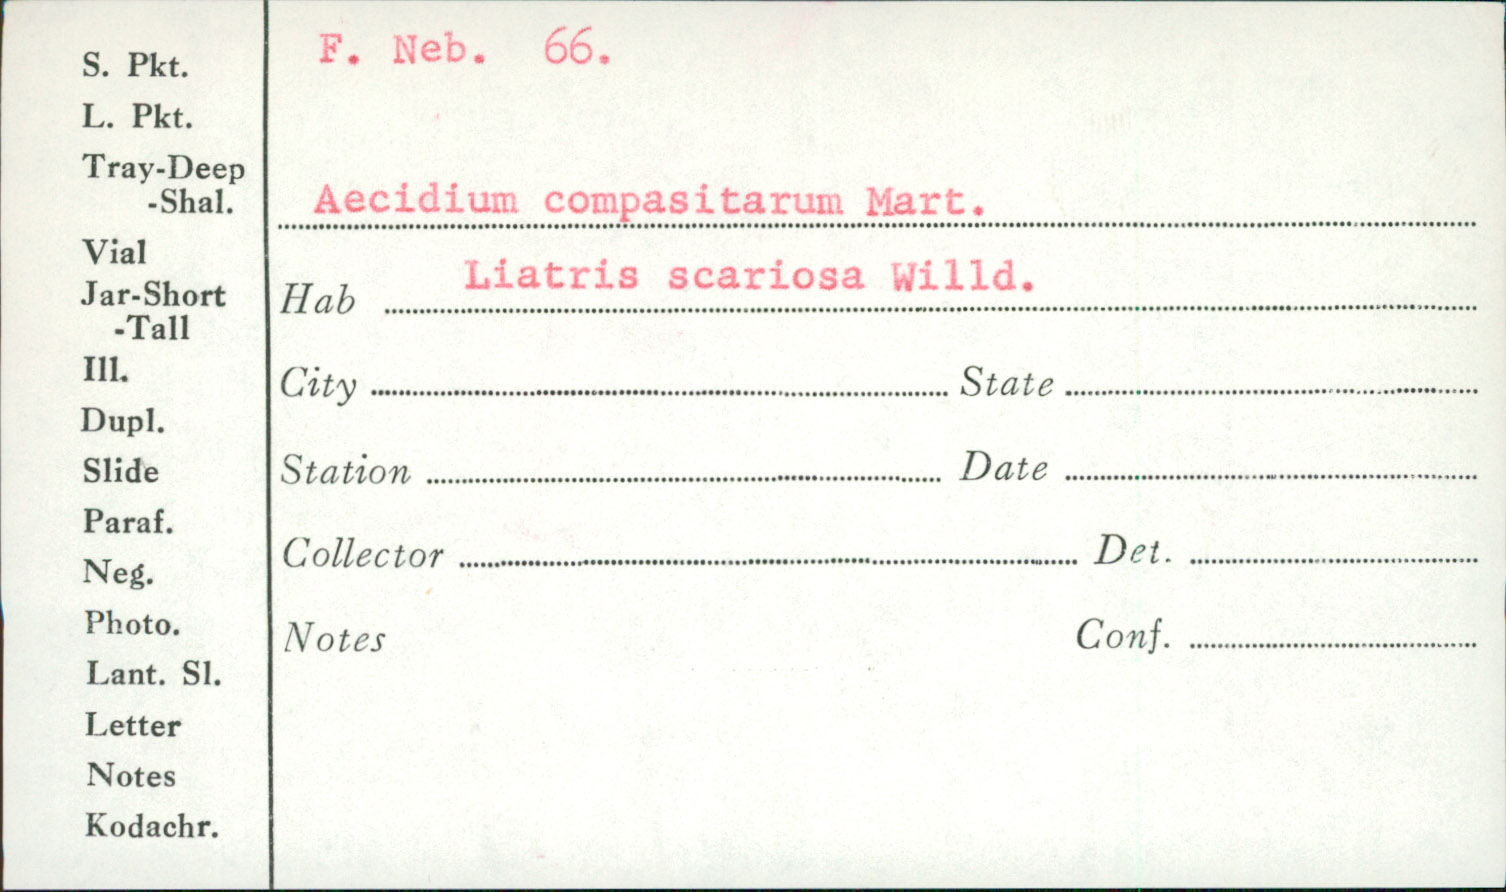 F. Neb. 66.
Aecidium compasitarum Mart.
Hab Liatris scariosa Willd.
City State
Station Date
Collector Det.
Notes Conf.
S. Pkt.
L. Pkt.
Tray-Deep
-Shal.
Vial
Jar-Short
-Tall
Ill.
Dupl.
Slide
Paraf.
Neg.
Photo.
Lant. Sl.
Letter
Notes
Kodachr.